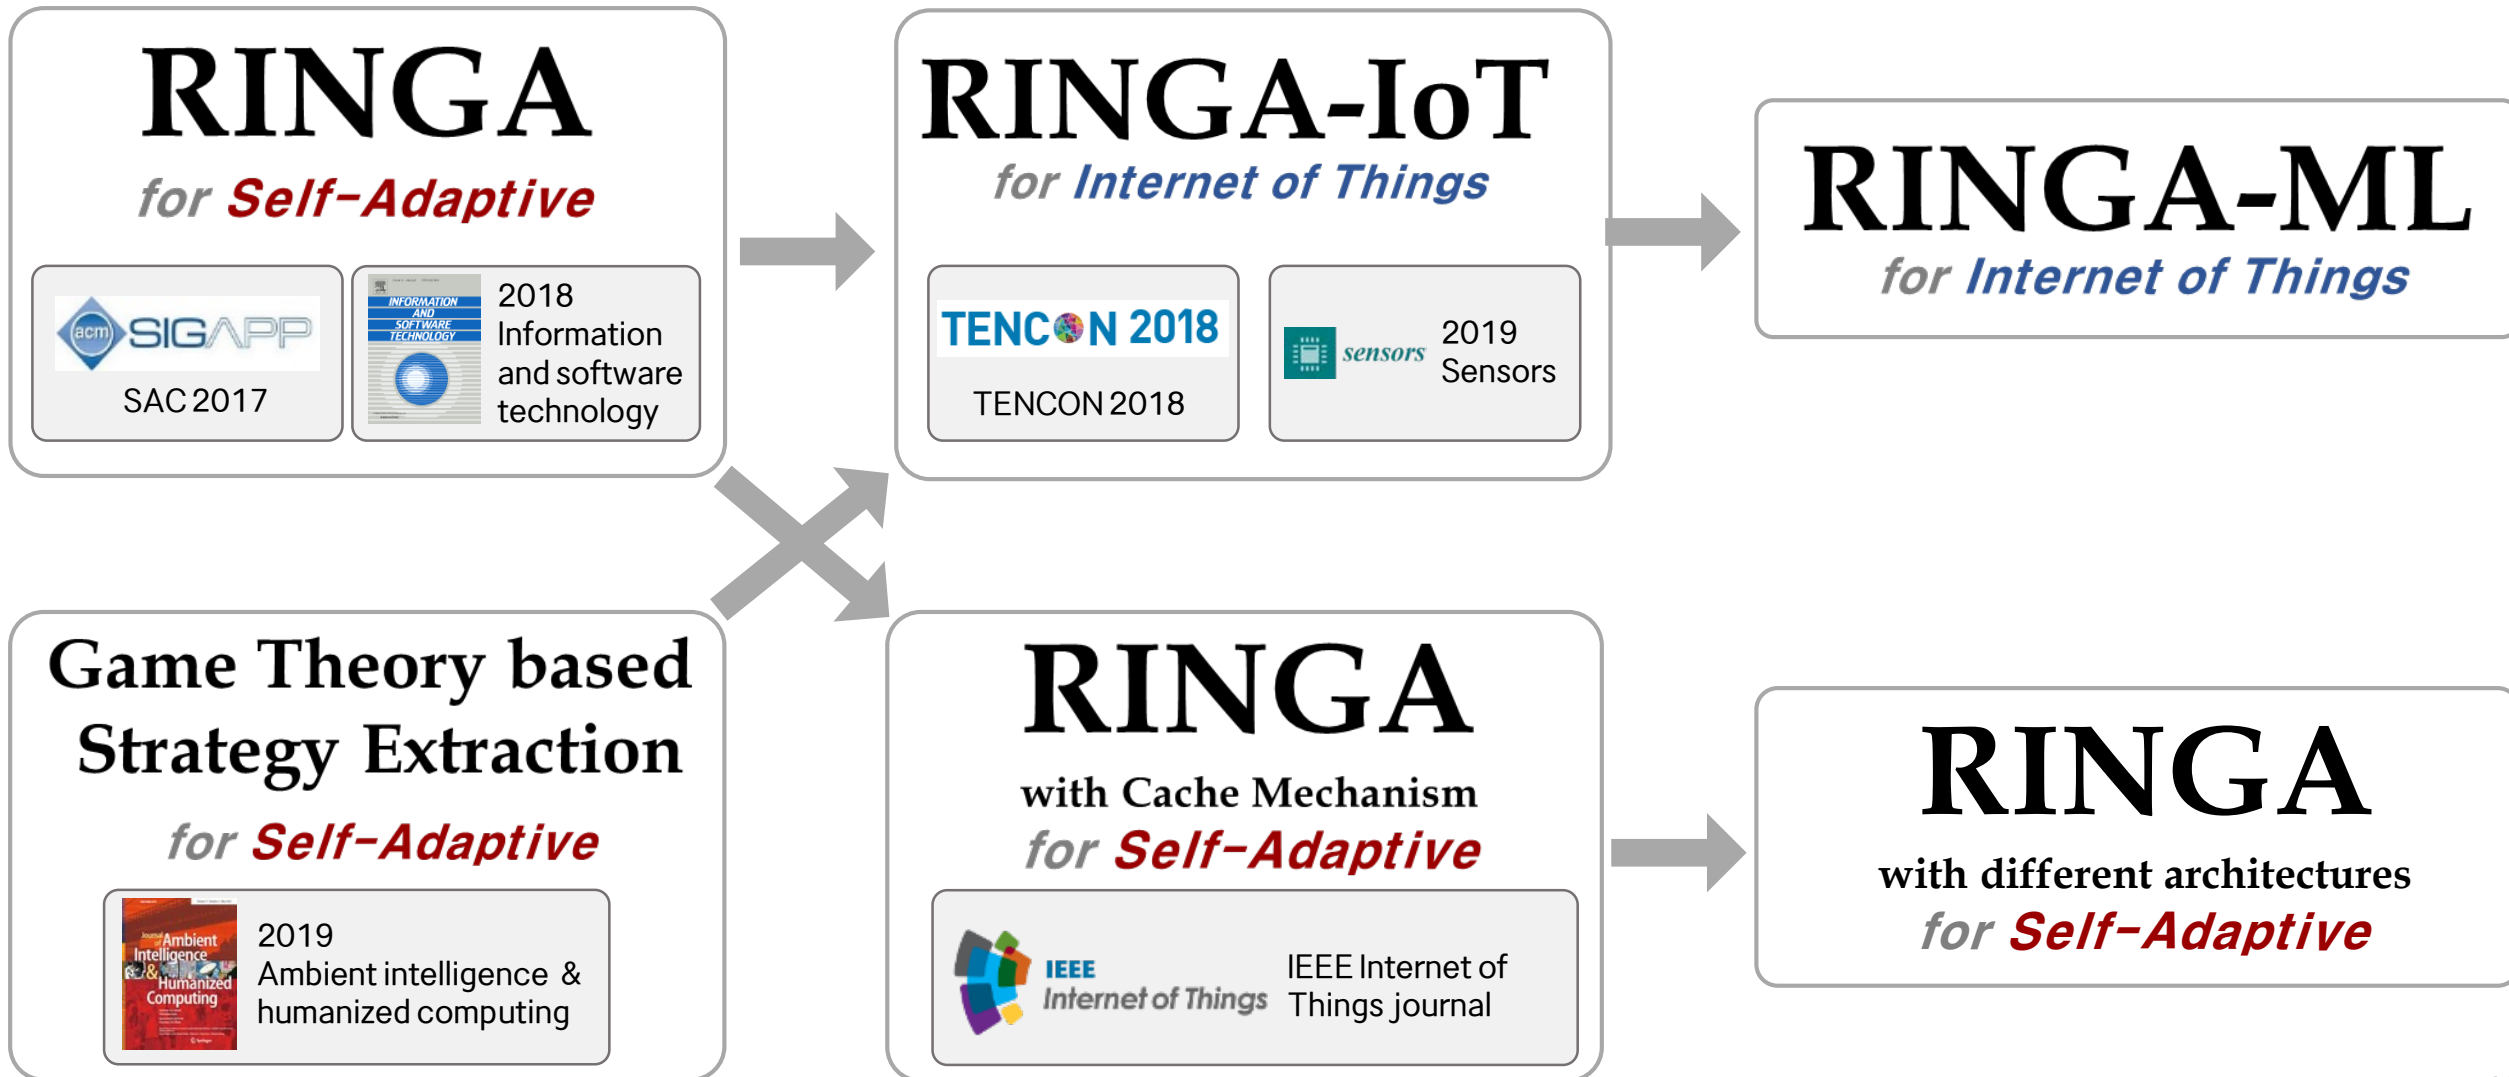 RINGA
for Self-Adaptive
acm SIGAPP
SAC 2017
INFORMATION
AND
SOFTWARE
TECHNOLOGY
2018
Information
and software
technology
RINGA-IoT
for Internet of Things
TENCON 2018
TENCON 2018
sensors
2019
Sensors
RINGA-ML
for Internet of Things
Game Theory based
Strategy Extraction
for Self-Adaptive
Journal of Ambient
Intelligence
& Humanized
Computing
2019
Ambient intelligence &
humanized computing
RINGA
with Cache Mechanism
for Self-Adaptive
IEEE
Internet of Things
IEEE Internet of
Things journal
RINGA
with different architectures
for Self-Adaptive